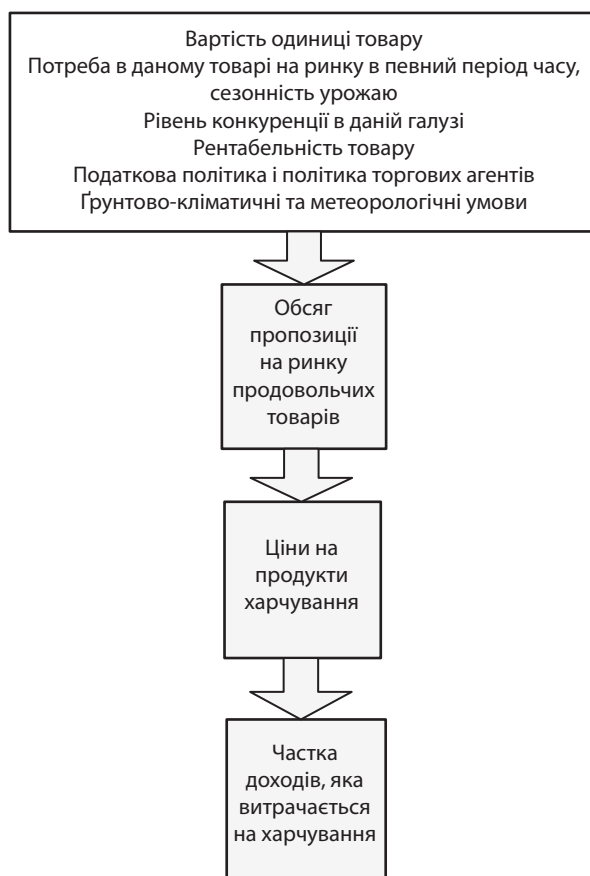 Вартість одиниці товару
Потреба в даному товарі на ринку в певний період часу,
сезонність урожаю
Рівень конкуренції в даній галузі
Рентабельність товару
Податкова політика і політика торгових агентів
Ґрунтово-кліматичні та метеорологічні умови
Обсяг
пропозиції
на ринку
продовольчих
товарів
Ціни на
продукти
харчування
Частка
доходів, яка
витрачається
на харчування